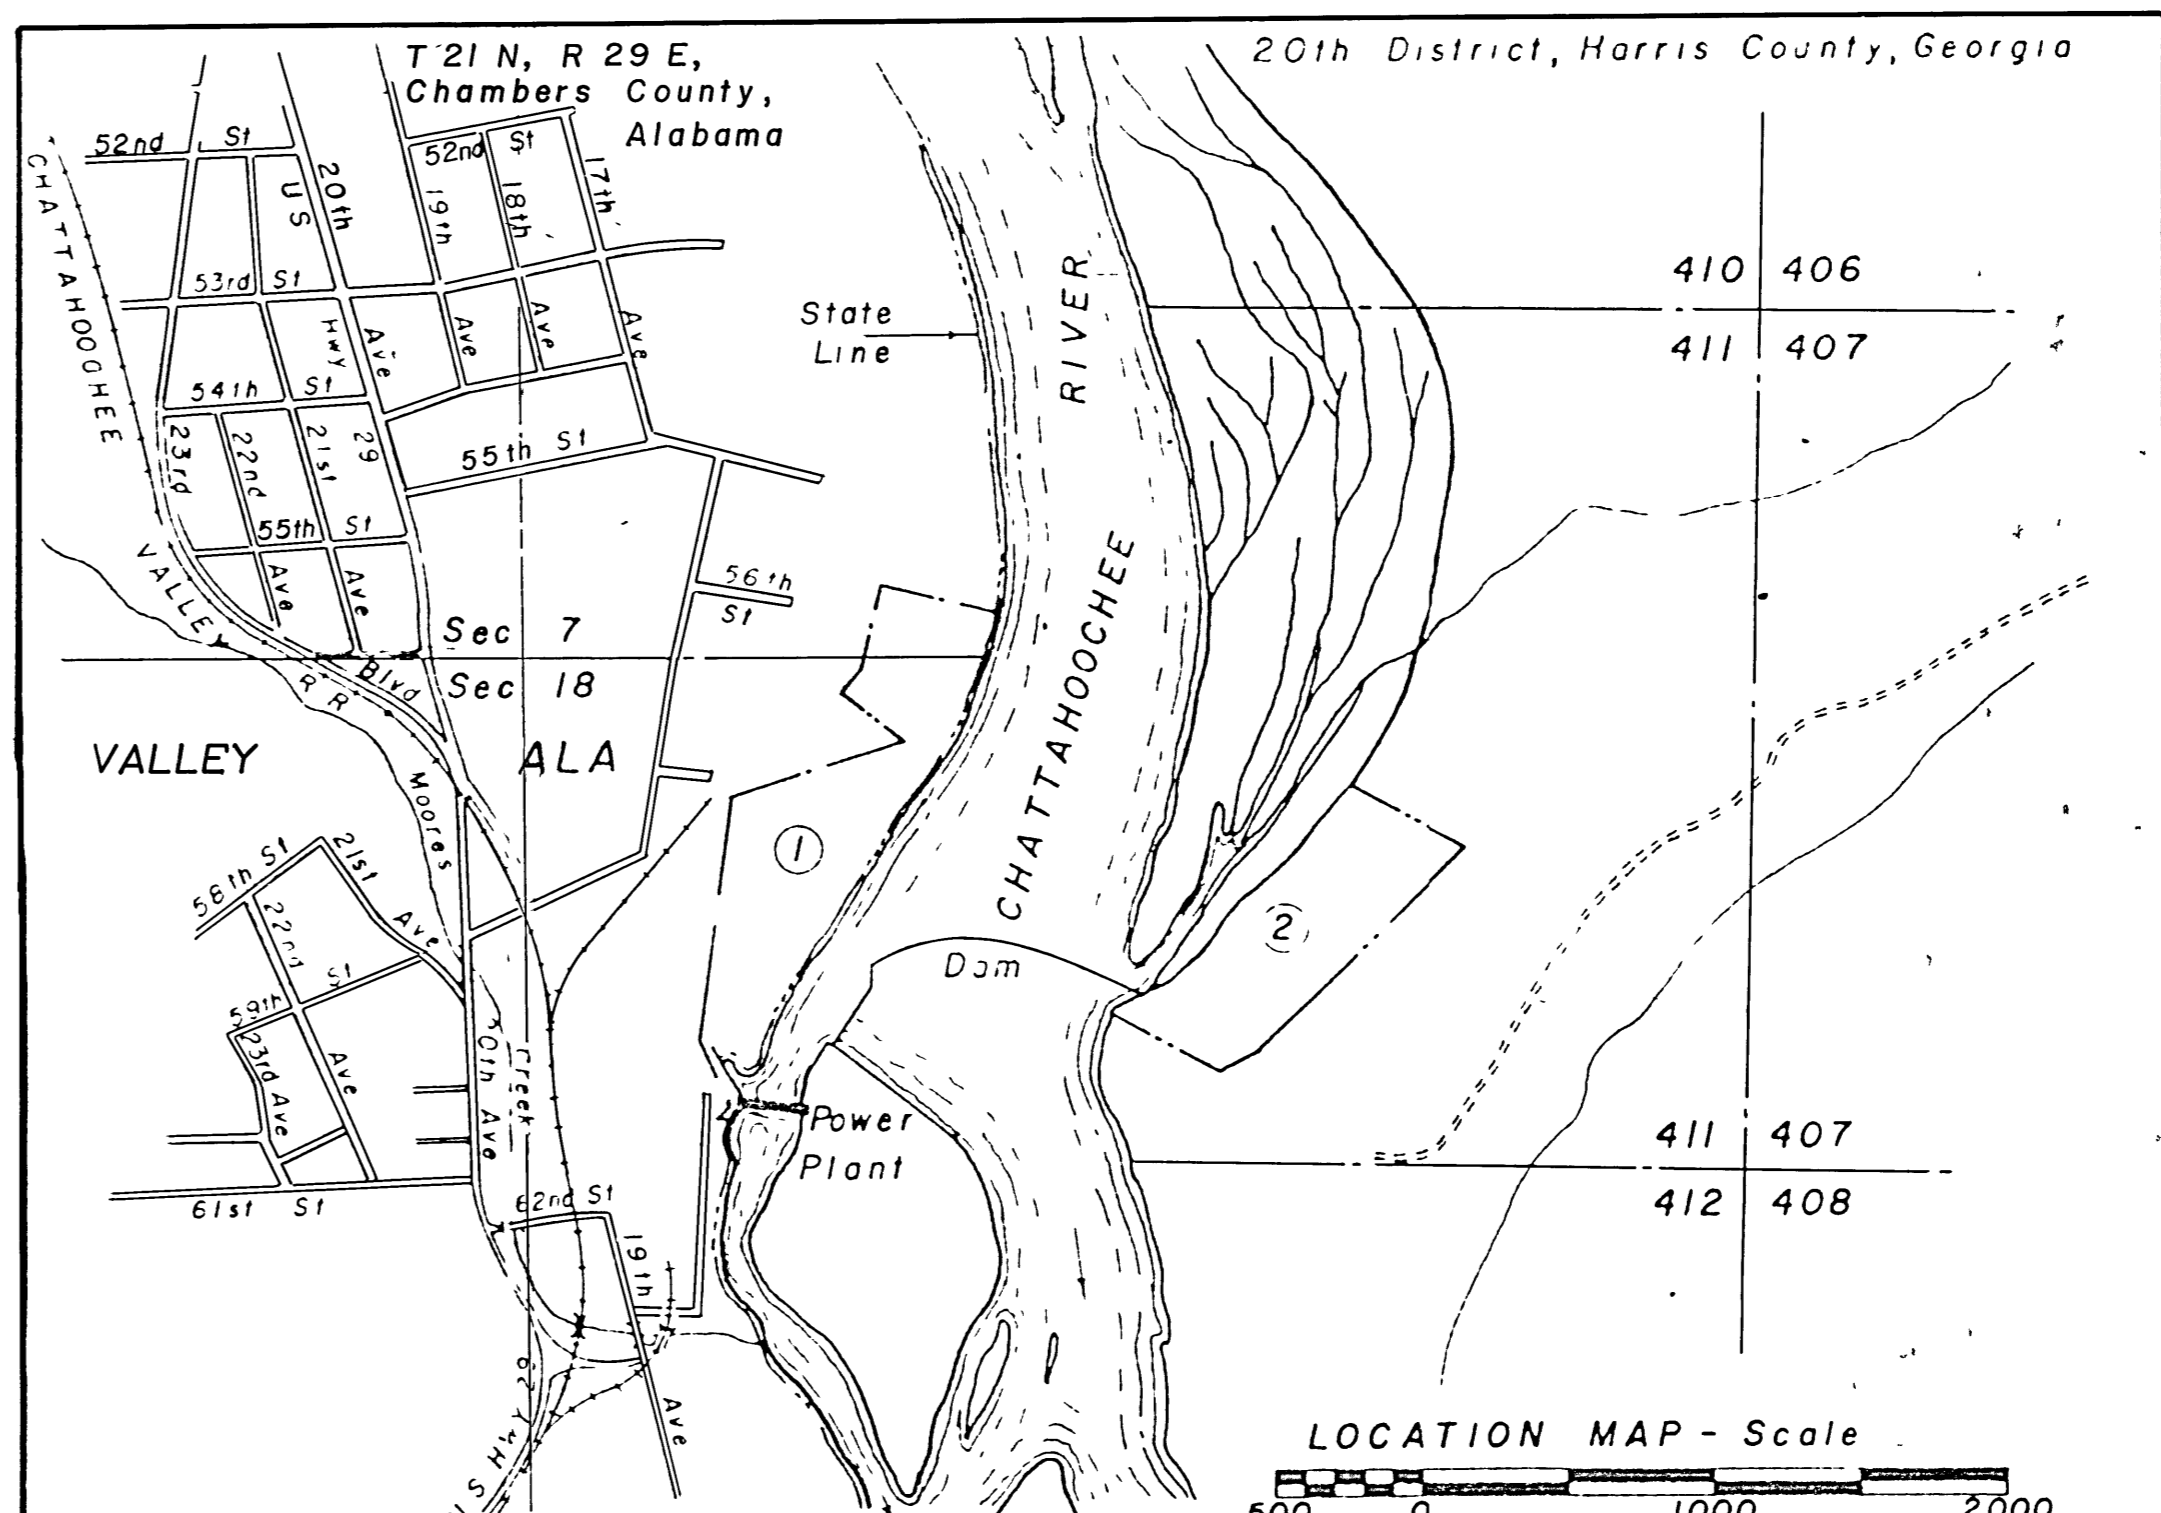 T 21 N, R 29 E,
Chambers County,
Alabama
20th District, Harris County, Georgia
52nd St
52nd St
CHATTAHOOCHEE
US
20th
19th
18th
17th
53rd St
410 406
411 407
State
Line
RIVER
HWY
Ave
Ave
Ave
Ave
54th St
23rd
22nd
21st
29
55th St
55th St
Ave
Ave
VALLEY
RR
Blvd
56th
St
Sec 7
Sec 18
CHATTAHOOCHEE
VALLEY ALA
Moores
1
2
58th St
21st
Ave
22nd
St
59th
Ave
23rd Ave
Dam
Creek
Ave
Power
Plant
411 407
412 408
61st St
62nd St
19th
Ave
LOCATION MAP - Scale
500 0 1000 2000